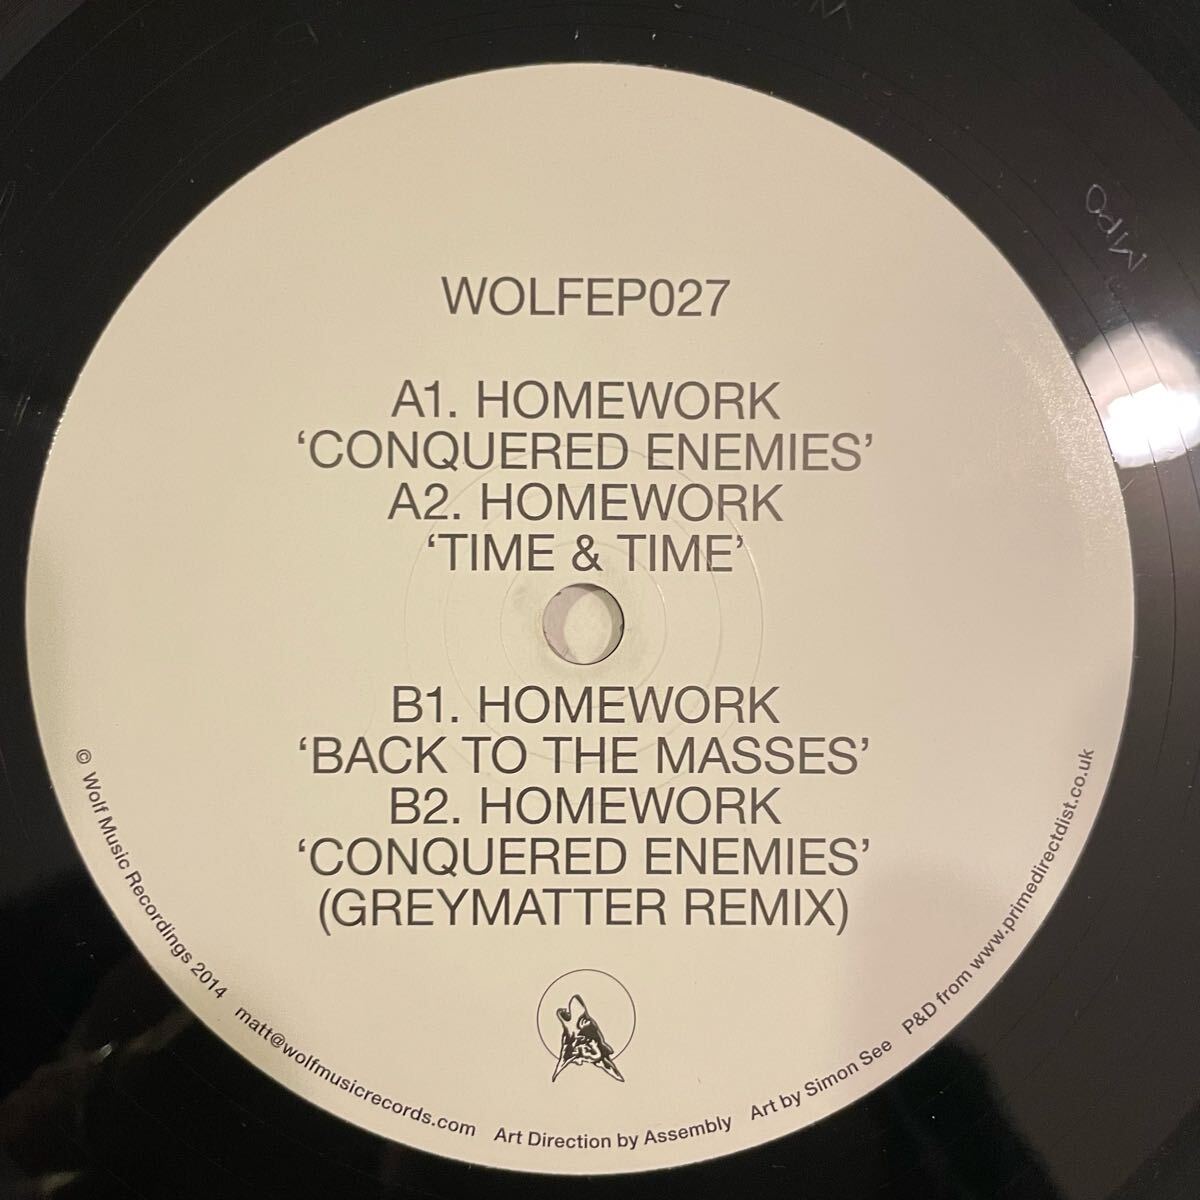 WOLFEP027
A1. HOMEWORK
‘CONQUERED ENEMIES’
A2. HOMEWORK
‘TIME & TIME’
B1. HOMEWORK
‘BACK TO THE MASSES’
B2. HOMEWORK
‘CONQUERED ENEMIES’
(GREYMATTER REMIX)
© Wolf Music Recordings 2014 matt@wolfmusicrecords.com Art Direction by Assembly Art by Simon See P&D from www.primedirectdist.co.uk
MPO